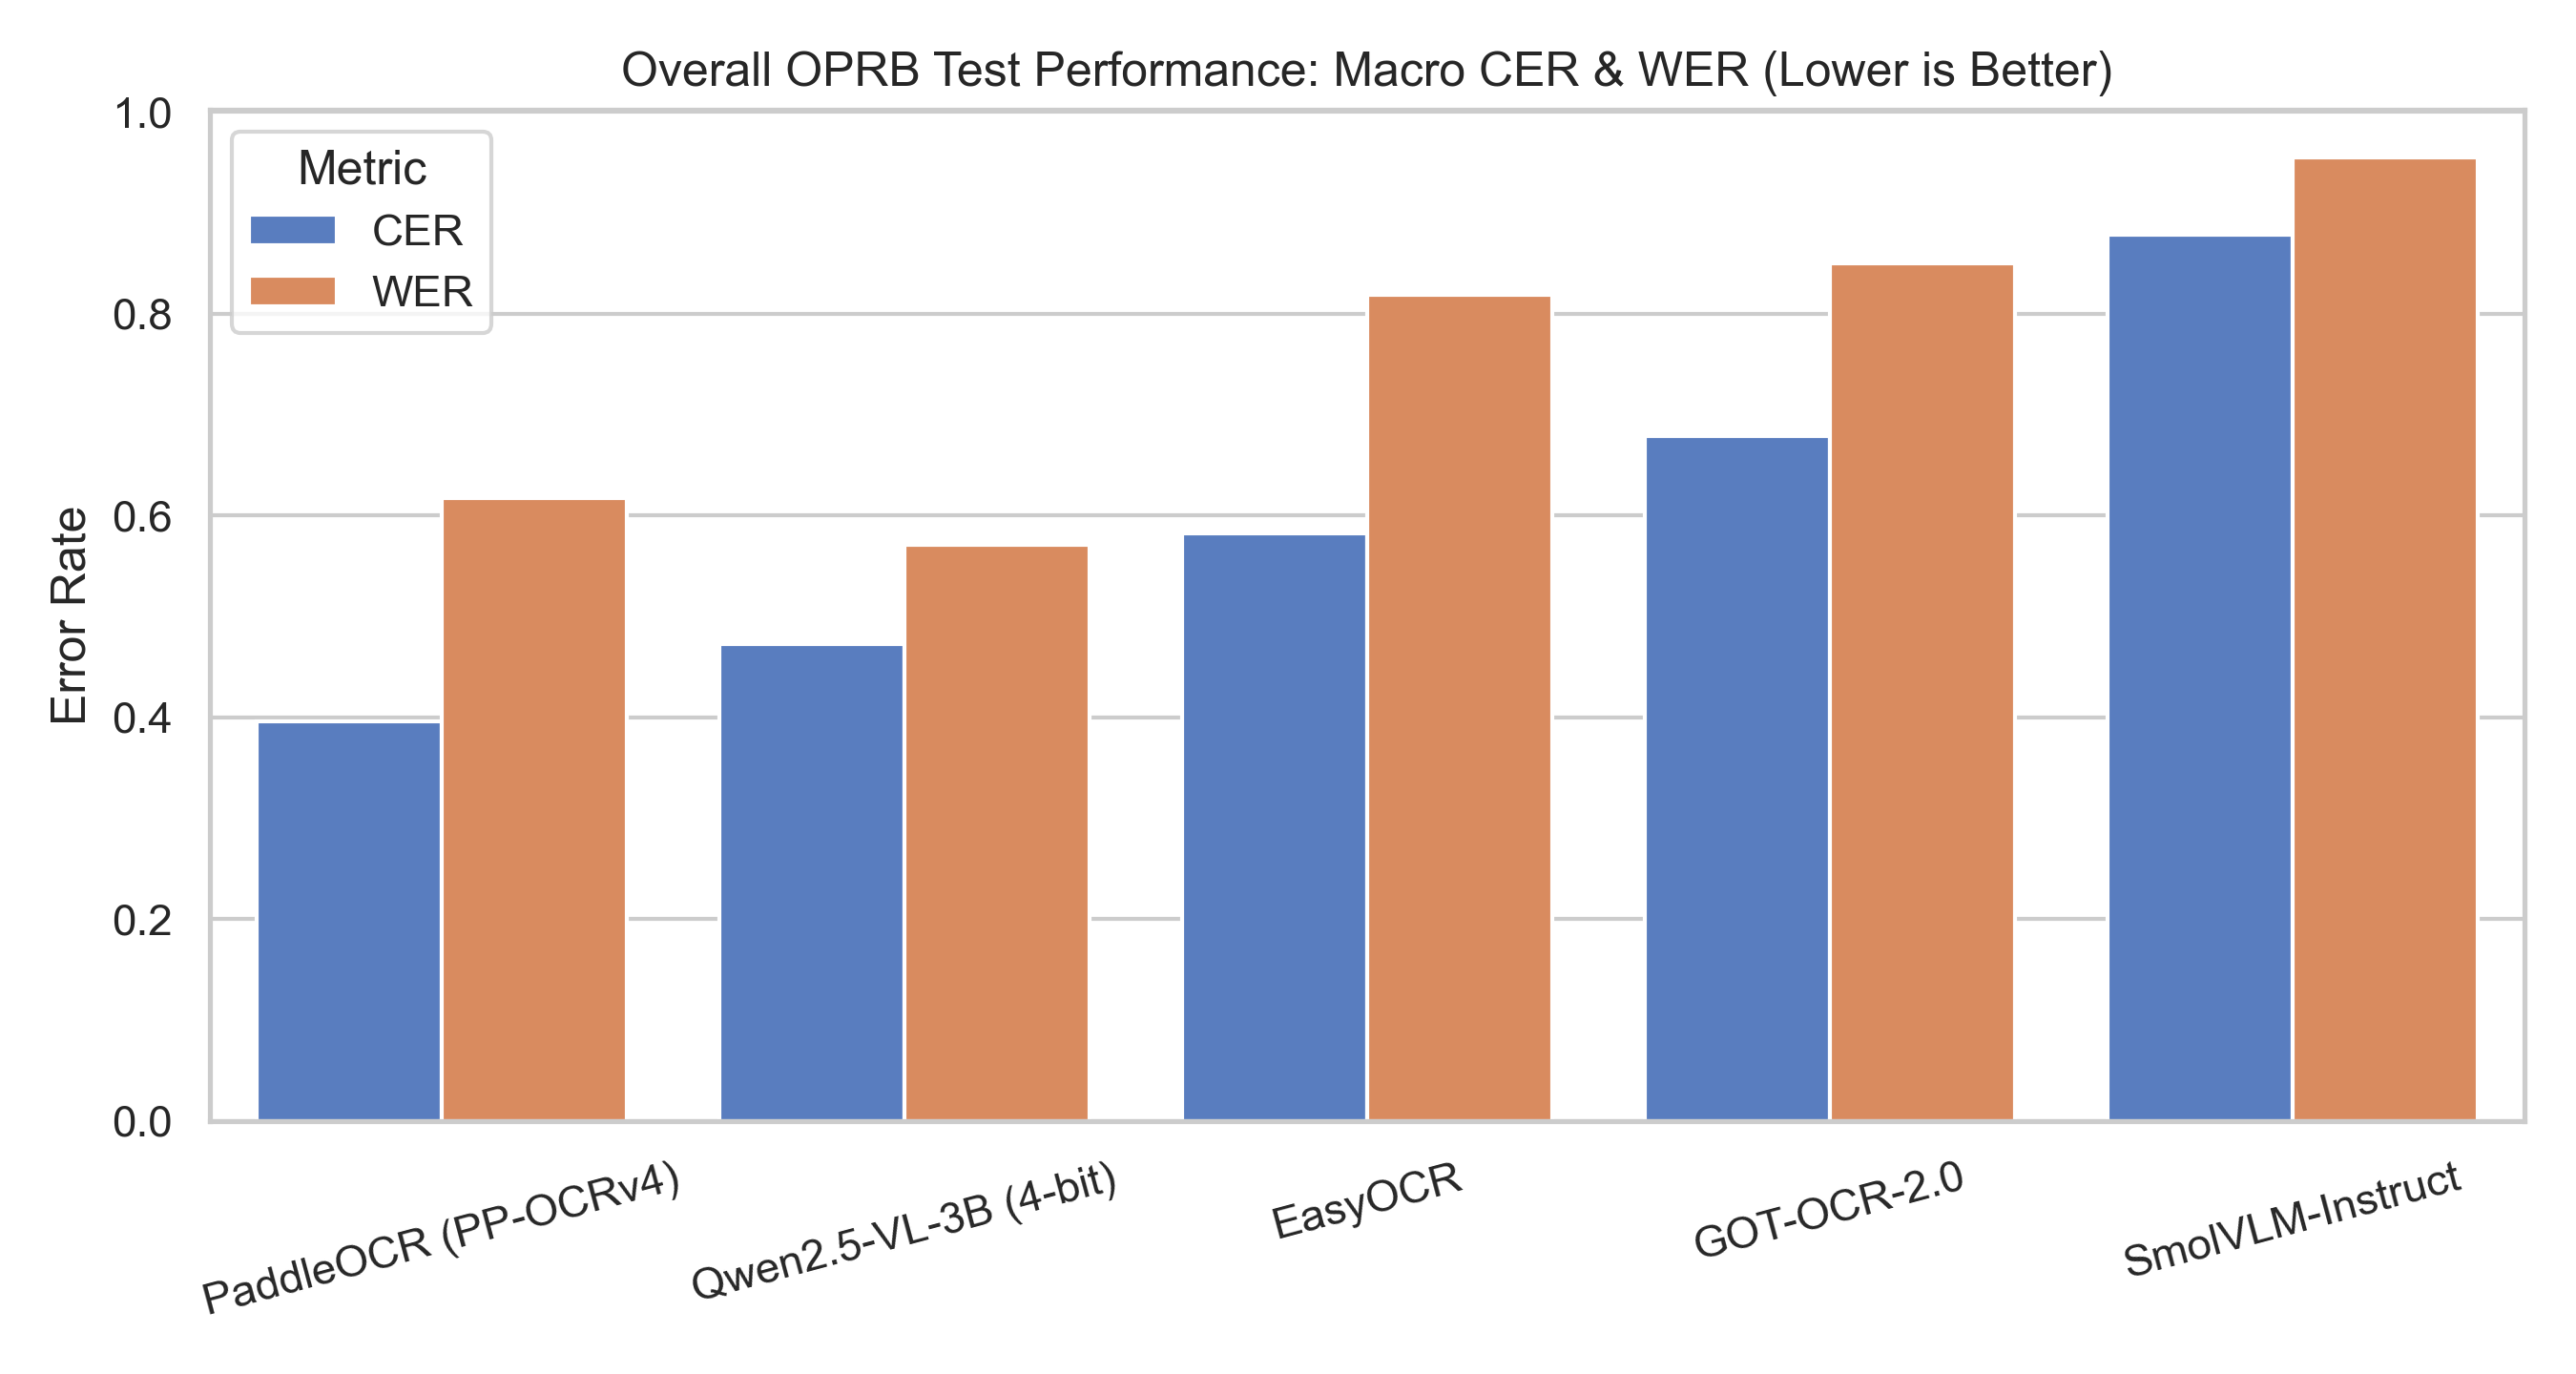 Overall OPRB Test Performance: Macro CER & WER (Lower is Better)
Metric
CER
WER
Error Rate
1.0
0.8
0.6
0.4
0.2
0.0
PaddleOCR (PP-OCRv4)
Qwen2.5-VL-3B (4-bit)
EasyOCR
GOT-OCR-2.0
SmolVLM-Instruct